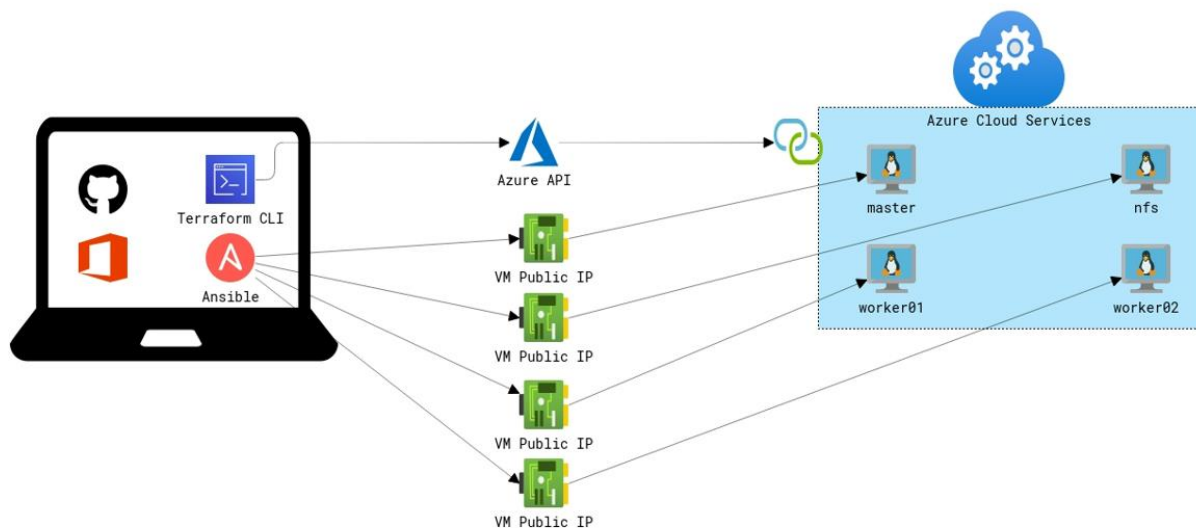 Azure Cloud Services
Terraform CLI
Azure API
master
nfs
Ansible
VM Public IP
worker01
worker02
VM Public IP
VM Public IP
VM Public IP